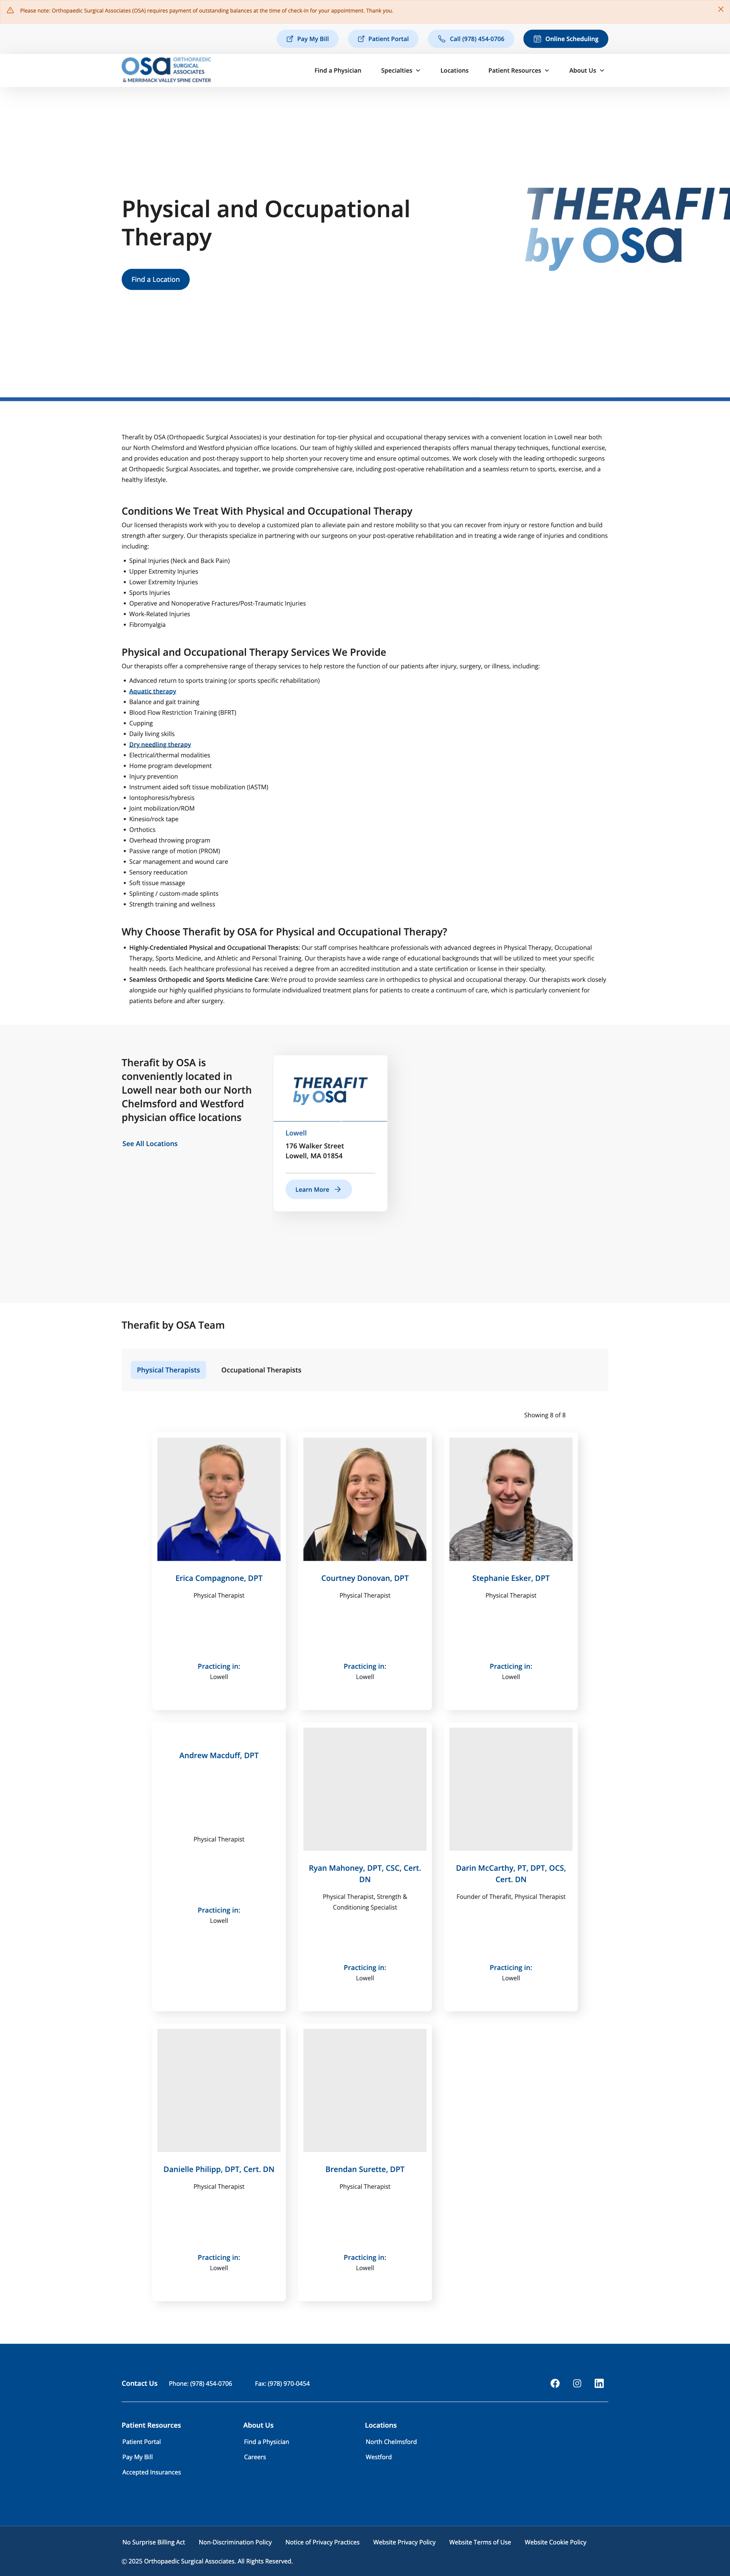 Please note: Orthopaedic Surgical Associates (OSA) requires payment of outstanding balances at the time of check-in for your appointment. Thank you.
Pay My Bill
Patient Portal
Call (978) 454-0706
Online Scheduling
osa ORTHOPAEDIC
SURGICAL
ASSOCIATES
& MERRIMACK VALLEY SPINE CENTER
Find a Physician
Specialties
Locations
Patient Resources
About Us
Physical and Occupational
Therapy
Find a Location
THERAFIT
by osa
Therafit by OSA (Orthopaedic Surgical Associates) is your destination for top-tier physical and occupational therapy services with a convenient location in Lowell near both
our North Chelmsford and Westford physician office locations. Our team of highly skilled and experienced therapists offers manual therapy techniques, functional exercise,
and provides education and post-therapy support to help shorten your recovery time and ensure optimal outcomes. We work closely with the leading orthopedic surgeons
at Orthopaedic Surgical Associates, and together, we provide comprehensive care, including post-operative rehabilitation and a seamless return to sports, exercise, and a
healthy lifestyle.
Conditions We Treat With Physical and Occupational Therapy
Our licensed therapists work with you to develop a customized plan to alleviate pain and restore mobility so that you can recover from injury or restore function and build
strength after surgery. Our therapists specialize in partnering with our surgeons on your post-operative rehabilitation and in treating a wide range of injuries and conditions
including:
• Spinal Injuries (Neck and Back Pain)
• Upper Extremity Injuries
• Lower Extremity Injuries
• Sports Injuries
• Operative and Nonoperative Fractures/Post-Traumatic Injuries
• Work-Related Injuries
• Fibromyalgia
Physical and Occupational Therapy Services We Provide
Our therapists offer a comprehensive range of therapy services to help restore the function of our patients after injury, surgery, or illness, including:
• Advanced return to sports training (or sports specific rehabilitation)
• Aquatic therapy
• Balance and gait training
• Blood Flow Restriction Training (BFRT)
• Cupping
• Daily living skills
• Dry needling therapy
• Electrical/thermal modalities
• Home program development
• Injury prevention
• Instrument aided soft tissue mobilization (IASTM)
• Iontophoresis/hybresis
• Joint mobilization/ROM
• Kinesio/rock tape
• Orthotics
• Overhead throwing program
• Passive range of motion (PROM)
• Scar management and wound care
• Sensory reeducation
• Soft tissue massage
• Splinting / custom-made splints
• Strength training and wellness
Why Choose Therafit by OSA for Physical and Occupational Therapy?
• Highly-Credentialed Physical and Occupational Therapists: Our staff comprises healthcare professionals with advanced degrees in Physical Therapy, Occupational
Therapy, Sports Medicine, and Athletic and Personal Training. Our therapists have a wide range of educational backgrounds that will be utilized to meet your specific
health needs. Each healthcare professional has received a degree from an accredited institution and a state certification or license in their specialty.
• Seamless Orthopedic and Sports Medicine Care: We're proud to provide seamless care in orthopedics to physical and occupational therapy. Our therapists work closely
alongside our highly qualified physicians to formulate individualized treatment plans for patients to create a continuum of care, which is particularly convenient for
patients before and after surgery.
Therafit by OSA is
conveniently located in
Lowell near both our North
Chelmsford and Westford
physician office locations
See All Locations
THERAFIT
by osa
Lowell
176 Walker Street
Lowell, MA 01854
Learn More
Therafit by OSA Team
Physical Therapists
Occupational Therapists
Showing 8 of 8
Erica Compagnone, DPT
Physical Therapist
Practicing in:
Lowell
Courtney Donovan, DPT
Physical Therapist
Practicing in:
Lowell
Stephanie Esker, DPT
Physical Therapist
Practicing in:
Lowell
Andrew Macduff, DPT
Physical Therapist
Practicing in:
Lowell
Ryan Mahoney, DPT, CSC, Cert.
DN
Physical Therapist, Strength &
Conditioning Specialist
Practicing in:
Lowell
Darin McCarthy, PT, DPT, OCS,
Cert. DN
Founder of Therafit, Physical Therapist
Practicing in:
Lowell
Danielle Philipp, DPT, Cert. DN
Physical Therapist
Practicing in:
Lowell
Brendan Surette, DPT
Physical Therapist
Practicing in:
Lowell
Contact Us
Phone: (978) 454-0706
Fax: (978) 970-0454
Patient Resources
Patient Portal
Pay My Bill
Accepted Insurances
About Us
Find a Physician
Careers
Locations
North Chelmsford
Westford
No Surprise Billing Act
Non-Discrimination Policy
Notice of Privacy Practices
Website Privacy Policy
Website Terms of Use
Website Cookie Policy
© 2025 Orthopaedic Surgical Associates. All Rights Reserved.